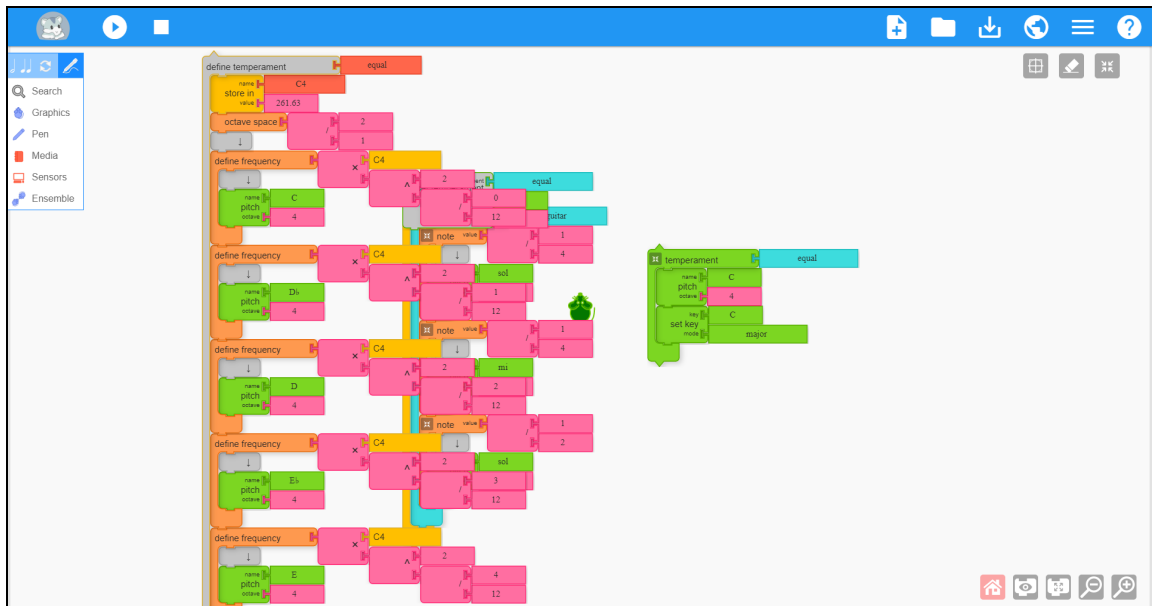 define temperament equal
name C4
store in
value 261.63
octave space 2
/
1
define frequency × C4
^ 2
name C
pitch
octave 4
/ 0
12
equal
guitar
note value 1
/
4
define frequency × C4
^ 2
sol
name D♭
pitch
octave 4
/ 1
12
note value 1
/
4
define frequency × C4
^ 2
mi
name D
pitch
octave 4
/ 2
12
note value 1
/
2
define frequency × C4
^ 2
sol
name E♭
pitch
octave 4
/ 3
12
define frequency × C4
^ 2
name E
pitch
octave 4
/ 4
12
Search
Graphics
Pen
Media
Sensors
Ensemble
temperament equal
name C
pitch
octave 4
key C
set key
mode major